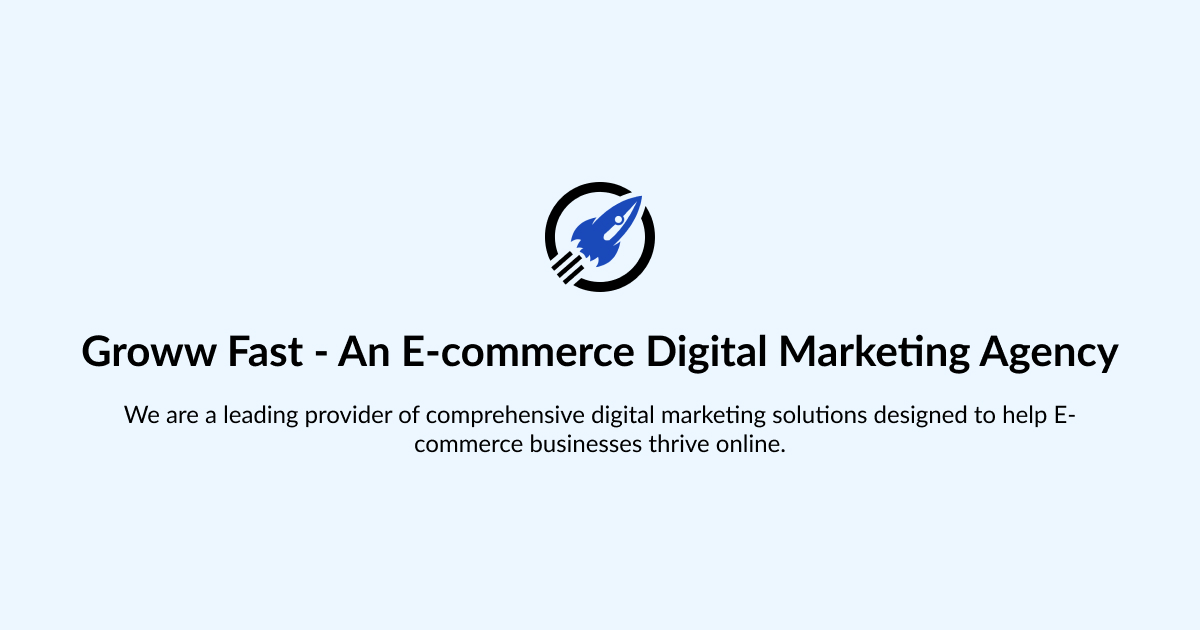 Groww Fast - An E-commerce Digital Marketing Agency
We are a leading provider of comprehensive digital marketing solutions designed to help E-
commerce businesses thrive online.